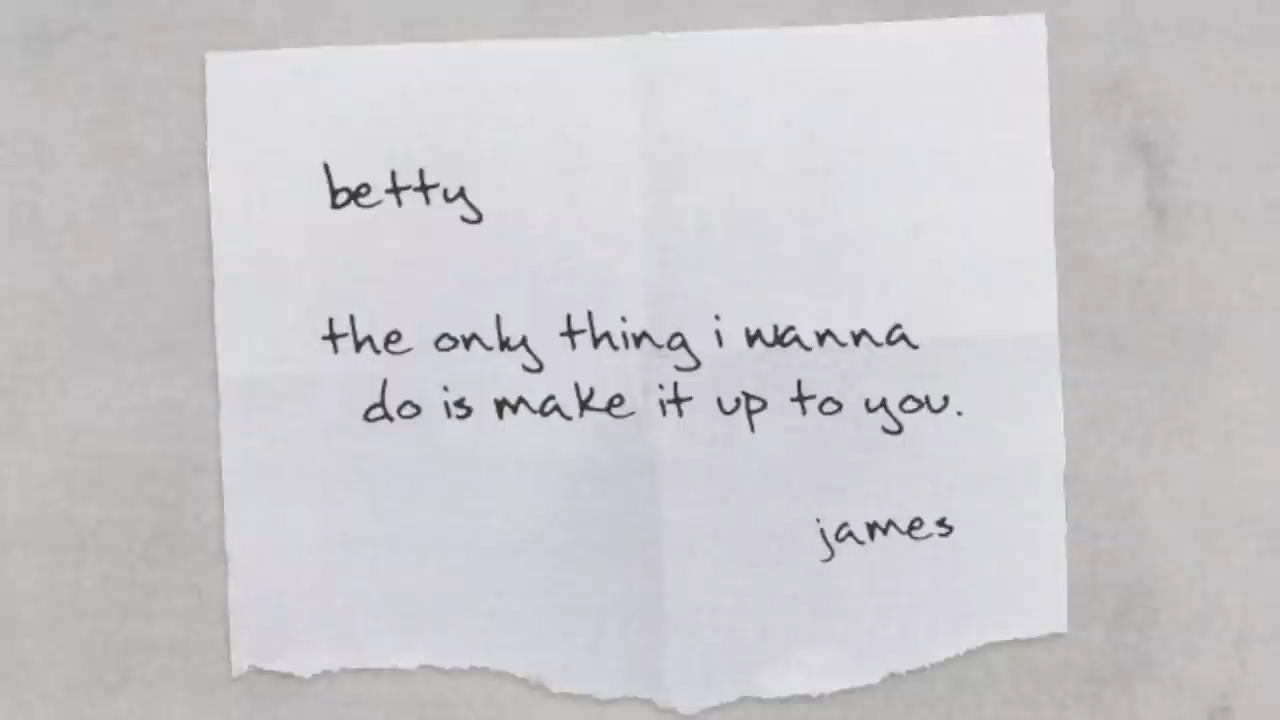 betty
the only thing i wanna
do is make it up to you.
james